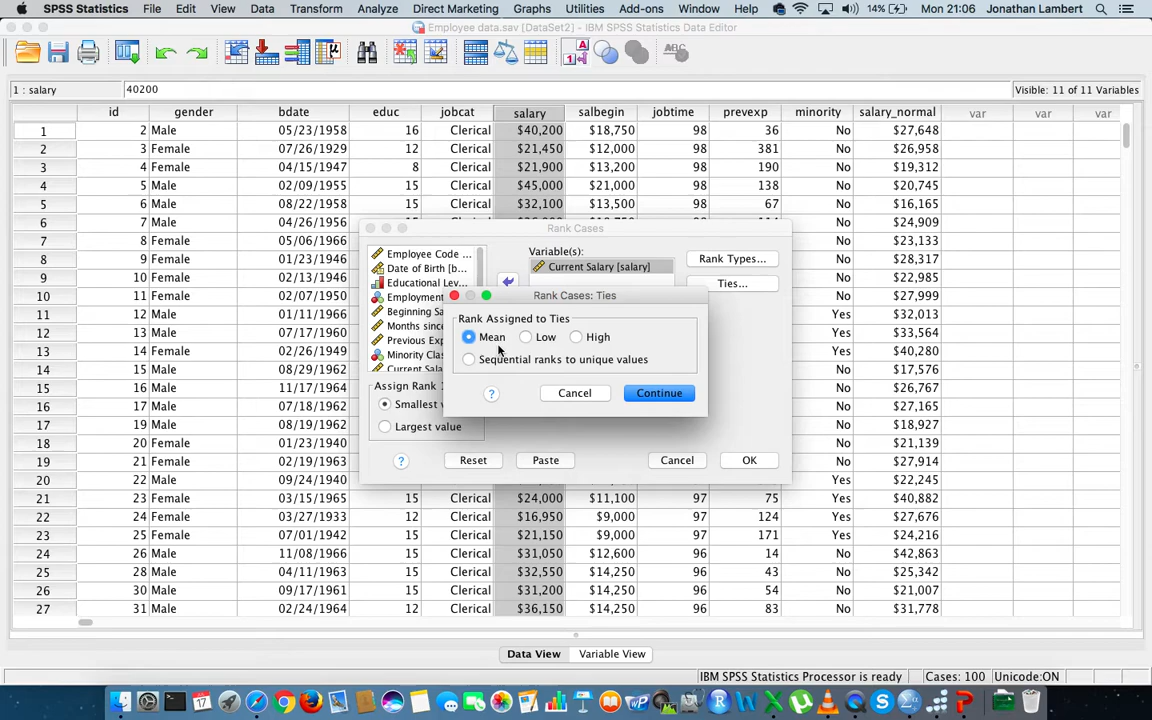 SPSS Statistics File Edit View Data Transform Analyze Direct Marketing Graphs Utilities Add-ons Window Help 14% Mon 21:06 Jonathan Lambert
Employee data.sav [DataSet2] - IBM SPSS Statistics Data Editor
1 : salary 40200 Visible: 11 of 11 Variables
id gender bdate educ jobcat salary salbegin jobtime prevexp minority salary_normal var var var
1 2 Male 05/23/1958 16 Clerical $40,200 $18,750 98 36 No $27,648
2 3 Female 07/26/1929 12 Clerical $21,450 $12,000 98 381 No $26,958
3 4 Female 04/15/1947 8 Clerical $21,900 $13,200 98 190 No $19,312
4 5 Male 02/09/1955 15 Clerical $45,000 $21,000 98 138 No $20,745
5 6 Male 08/22/1958 15 Clerical $32,100 $13,500 98 67 No $16,165
6 7 Male 04/26/1956 No $24,909
7 8 Female 05/06/1966 No $23,133
8 9 Female 01/23/1946 No $28,317
9 10 Female 02/13/1946 No $22,985
10 11 Female 02/07/1950 No $27,999
11 12 Male 01/11/1966 Yes $32,013
12 13 Male 07/17/1960 Yes $33,564
13 14 Female 02/26/1949 Yes $40,280
14 15 Male 08/29/1962 No $17,576
15 16 Male 11/17/1964 No $26,767
16 17 Male 07/18/1962 No $27,165
17 19 Male 08/19/1962 No $18,927
18 20 Female 01/23/1940 No $21,139
19 21 Female 02/19/1963 No $27,914
20 22 Male 09/24/1940 Yes $22,245
21 23 Female 03/15/1965 15 Clerical $24,000 $11,100 97 75 Yes $40,882
22 24 Female 03/27/1933 12 Clerical $16,950 $9,000 97 124 Yes $27,676
23 25 Female 07/01/1942 15 Clerical $21,150 $9,000 97 171 Yes $24,216
24 26 Male 11/08/1966 15 Clerical $31,050 $12,600 96 14 No $42,863
25 28 Male 04/11/1963 15 Clerical $32,550 $14,250 96 43 No $25,342
26 30 Male 09/17/1961 15 Clerical $31,200 $14,250 96 54 No $21,007
27 31 Male 02/24/1964 12 Clerical $36,150 $14,250 96 83 No $31,778
Rank Cases
Employee Code ...
Date of Birth [b...
Educational Lev...
Employment
Beginning Sa
Months since
Previous Exp
Minority Clas
Current Sala
Variable(s):
Current Salary [salary]
Rank Types...
Ties...
Assign Rank 1
Smallest v
Largest value
Reset Paste Cancel OK
Rank Cases: Ties
Rank Assigned to Ties
Mean Low High
Sequential ranks to unique values
? Cancel Continue
?
Data View Variable View
IBM SPSS Statistics Processor is ready Cases: 100 Unicode:ON